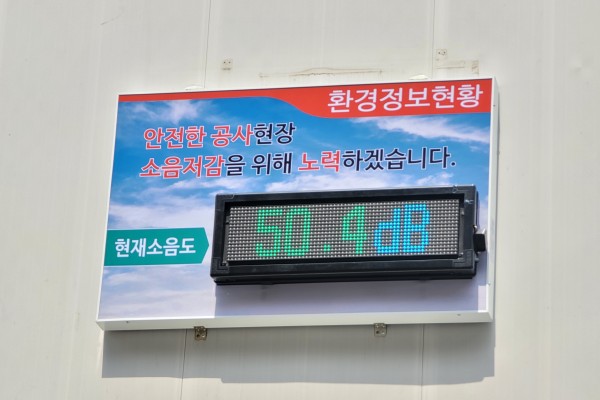 환경정보현황
안전한 공사현장
소음저감을 위해 노력하겠습니다.
현재소음도
50.4dB